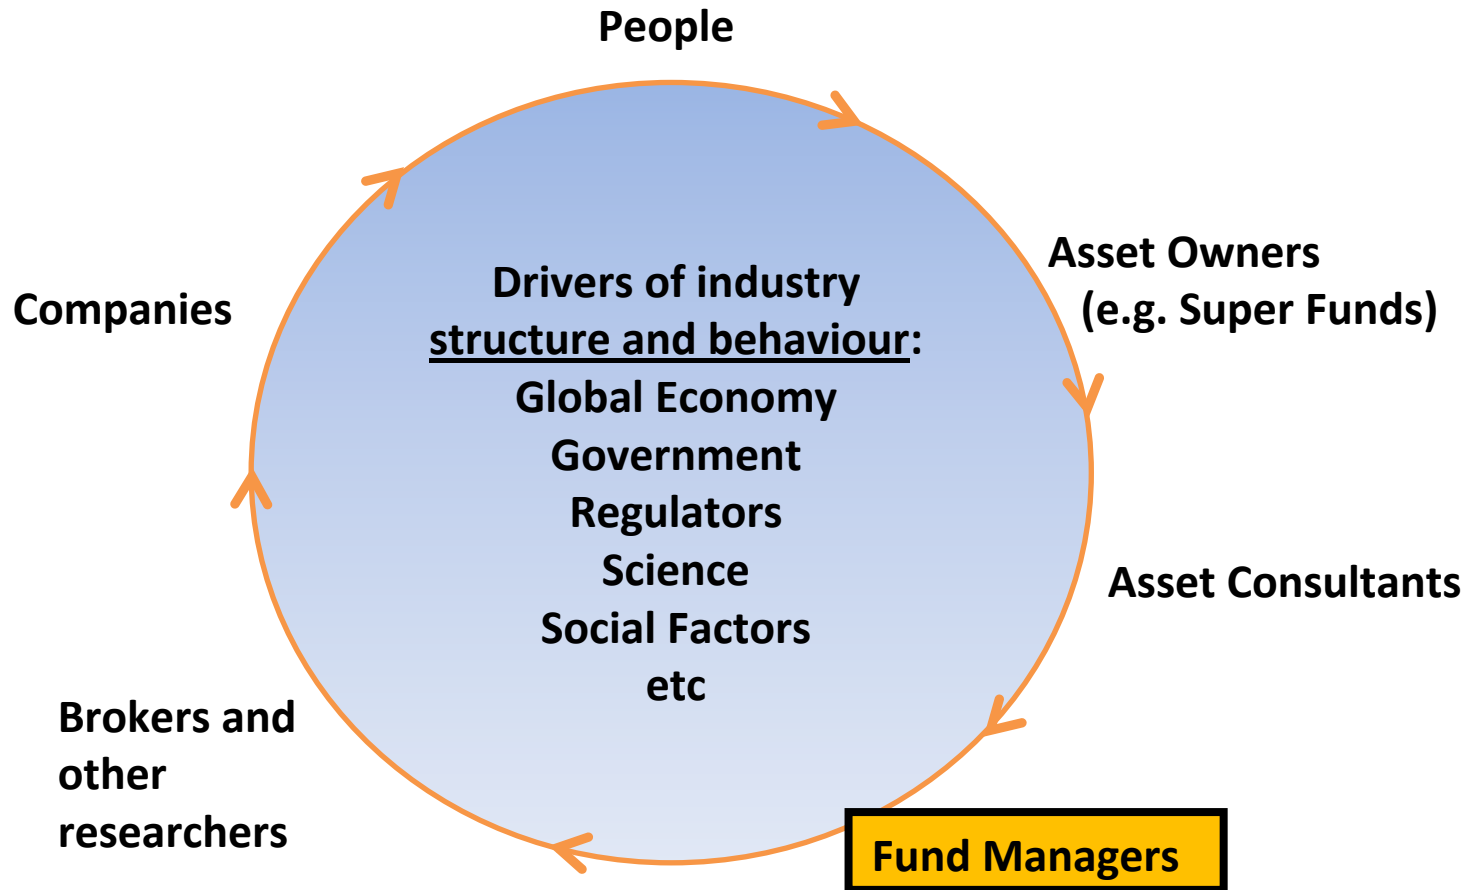 People
Asset Owners
(e.g. Super Funds)
Companies
Drivers of industry
structure and behaviour:
Global Economy
Government
Regulators
Science
Social Factors
etc
Asset Consultants
Brokers and
other
researchers
Fund Managers